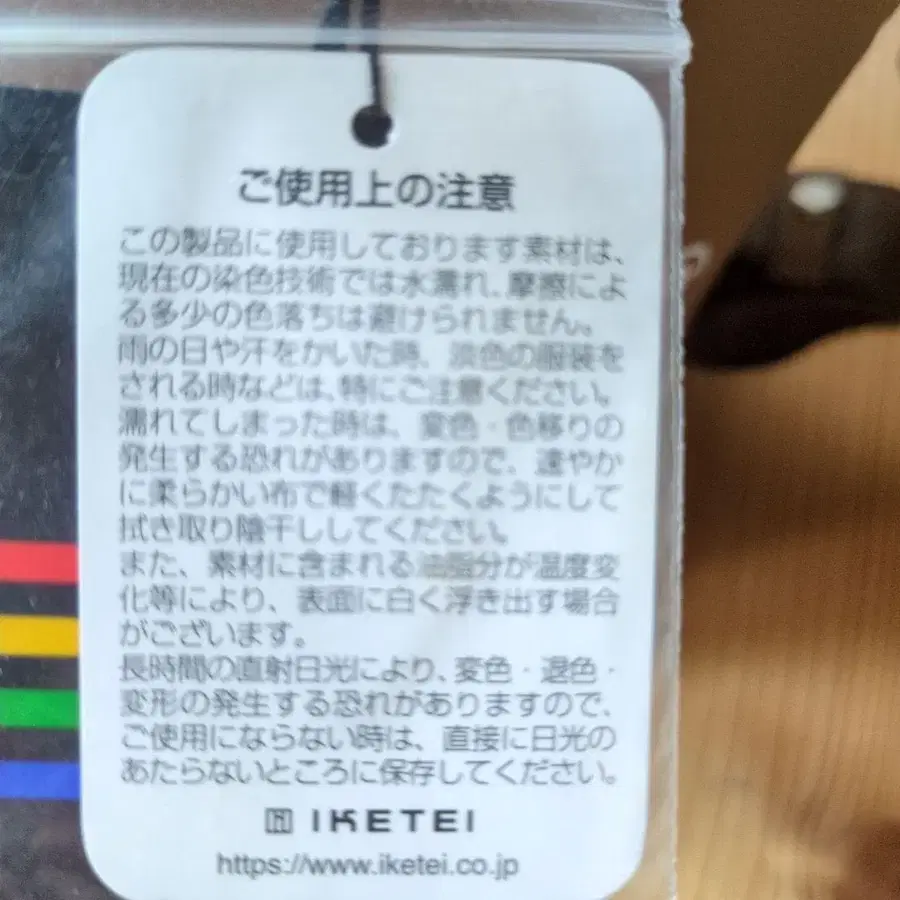 ご使用上の注意
この製品に使用しております素材は、
現在の染色技術では水濡れ、摩擦によ
る多少の色落ちは避けられません。
雨の日や汗をかいた時、淡色の服装を
される時などは、特にご注意ください。
濡れてしまった時は、変色・色移りの
発生する恐れがありますので、速やか
に柔らかい布で軽くたたくようにして
拭き取り陰干ししてください。
また、素材に含まれる油脂分が温度変
化等により、表面に白く浮き出す場合
がございます。
長時間の直射日光により、変色・退色・
変形の発生する恐れがありますので、
ご使用にならない時は、直接に日光の
あたらないところに保存してください。
IKETEI
https://www.iketei.co.jp